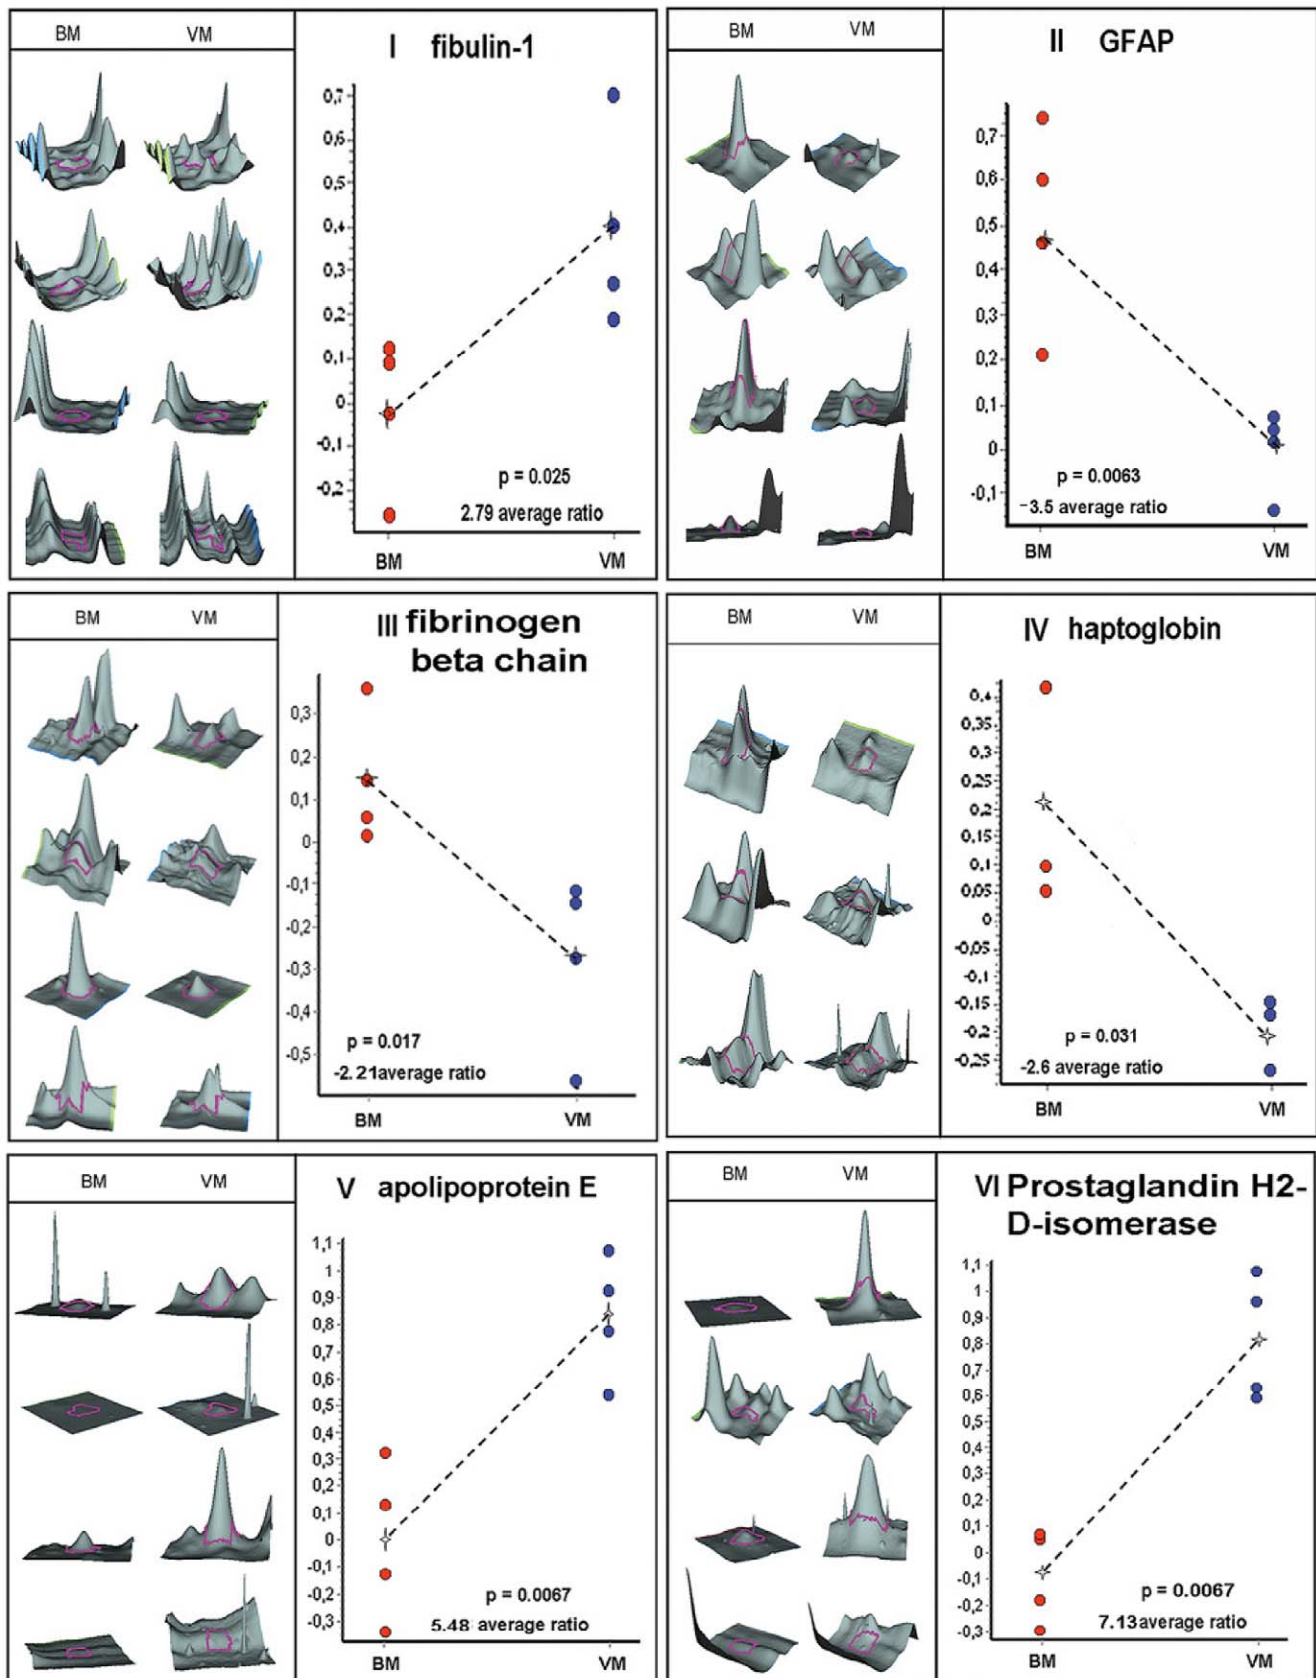 BM VM
I fibulin-1
0,7
0,6
0,5
0,4
0,3
0,2
0,1
0
-0,1
-0,2
p = 0.025
2.79 average ratio
BM VM
BM VM
II GFAP
0,7
0,6
0,5
0,4
0,3
0,2
0,1
0
-0,1
p = 0.0063
-3.5 average ratio
BM VM
BM VM
III fibrinogen
beta chain
0,3
0,2
0,1
0
-0,1
-0,2
-0,3
-0,4
-0,5
p = 0.017
-2.21average ratio
BM VM
BM VM
IV haptoglobin
0,4
0,35
0,3
0,25
0,2
0,15
0,1
0,05
0
-0,05
-0,1
-0,15
-0,2
-0,25
p = 0.031
-2.6 average ratio
BM VM
BM VM
V apolipoprotein E
1,1
1
0,9
0,8
0,7
0,6
0,5
0,4
0,3
0,2
0,1
0
-0,1
-0,2
-0,3
p = 0.0067
5.48 average ratio
BM VM
BM VM
VI Prostaglandin H2-
D-isomerase
1,1
1
0,9
0,8
0,7
0,6
0,5
0,4
0,3
0,2
0,1
0
-0,1
-0,2
-0,3
p = 0.0067
7.13average ratio
BM VM